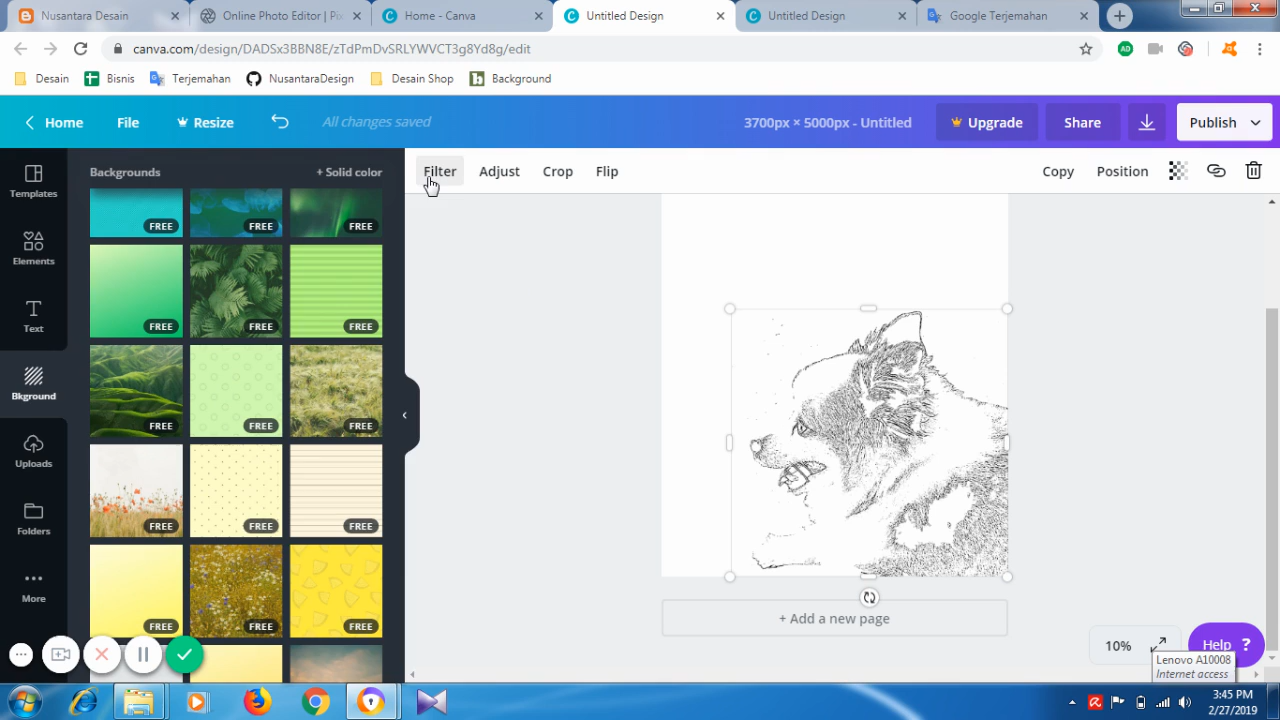 Nusantara Desain
Online Photo Editor | Pix
Home - Canva
Untitled Design
Untitled Design
Google Terjemahan
canva.com/design/DADSx3BBN8E/zTdPmDvSRLYWVCT3g8Yd8g/edit
AD
Desain
Bisnis
Terjemahan
NusantaraDesign
Desain Shop
Background
Home
File
Resize
All changes saved
3700px × 5000px - Untitled
Upgrade
Share
Publish
Templates
Elements
Text
Bkground
Uploads
Folders
More
Backgrounds
+ Solid color
FREE FREE FREE
FREE FREE FREE
FREE FREE FREE
FREE FREE FREE
FREE FREE FREE
Filter
Adjust
Crop
Flip
Copy
Position
+ Add a new page
10%
Help ?
Lenovo A10008
Internet access
3:45 PM
2/27/2019